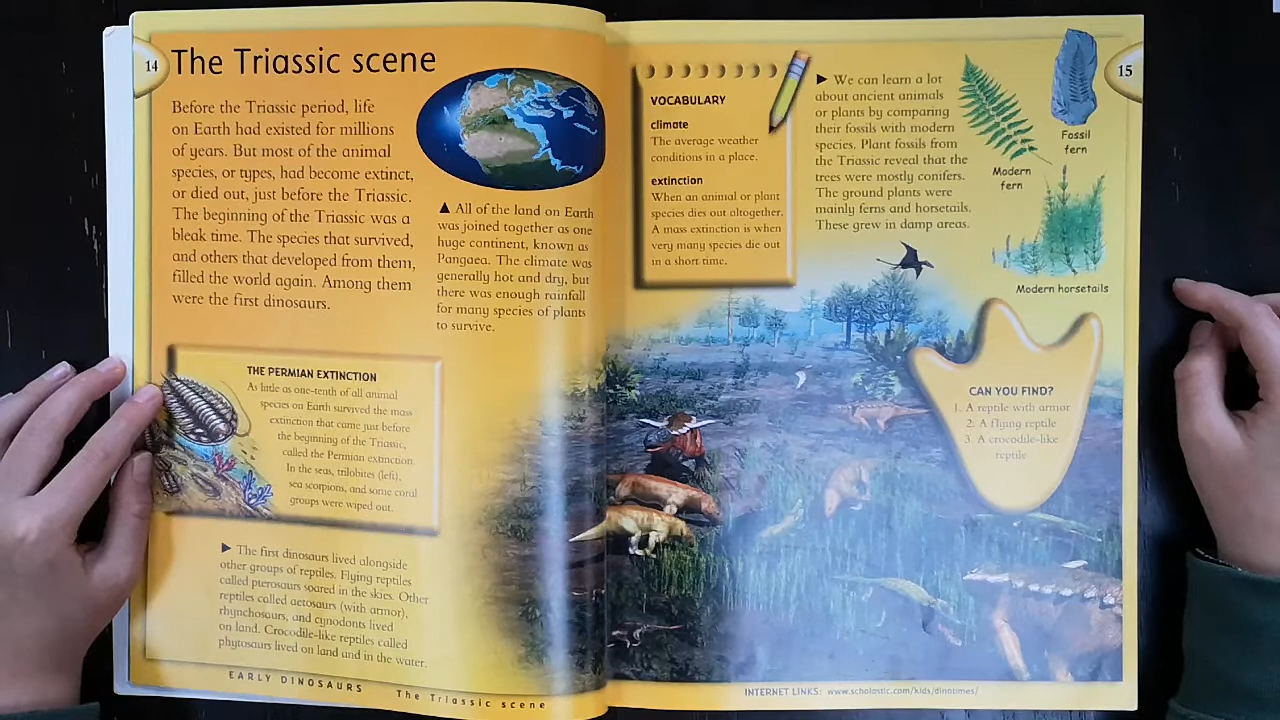 14
The Triassic scene
Before the Triassic period, life
on Earth had existed for millions
of years. But most of the animal
species, or types, had become extinct,
or died out, just before the Triassic.
The beginning of the Triassic was a
bleak time. The species that survived,
and others that developed from them,
filled the world again. Among them
were the first dinosaurs.
▲ All of the land on Earth
was joined together as one
huge continent, known as
Pangaea. The climate was
generally hot and dry, but
there was enough rainfall
for many species of plants
to survive.
THE PERMIAN EXTINCTION
As little as one-tenth of all animal
species on Earth survived the mass
extinction that came just before
the beginning of the Triassic,
called the Permian extinction.
In the seas, trilobites (left),
sea scorpions, and some coral
groups were wiped out.
▶ The first dinosaurs lived alongside
other groups of reptiles. Flying reptiles
called pterosaurs soared in the skies. Other
reptiles called aetosaurs (with armor),
rhynchosaurs, and cynodonts lived
on land. Crocodile-like reptiles called
phytosaurs lived on land and in the water.
EARLY DINOSAURS The Triassic scene
VOCABULARY
climate
The average weather
conditions in a place.
extinction
When an animal or plant
species dies out altogether.
A mass extinction is when
very many species die out
in a short time.
▶ We can learn a lot
about ancient animals
or plants by comparing
their fossils with modern
species. Plant fossils from
the Triassic reveal that the
trees were mostly conifers.
The ground plants were
mainly ferns and horsetails.
These grew in damp areas.
15
Fossil
fern
Modern
fern
Modern horsetails
CAN YOU FIND?
1. A reptile with armor
2. A flying reptile
3. A crocodile-like
reptile
INTERNET LINKS: www.scholastic.com/kids/dinotimes/